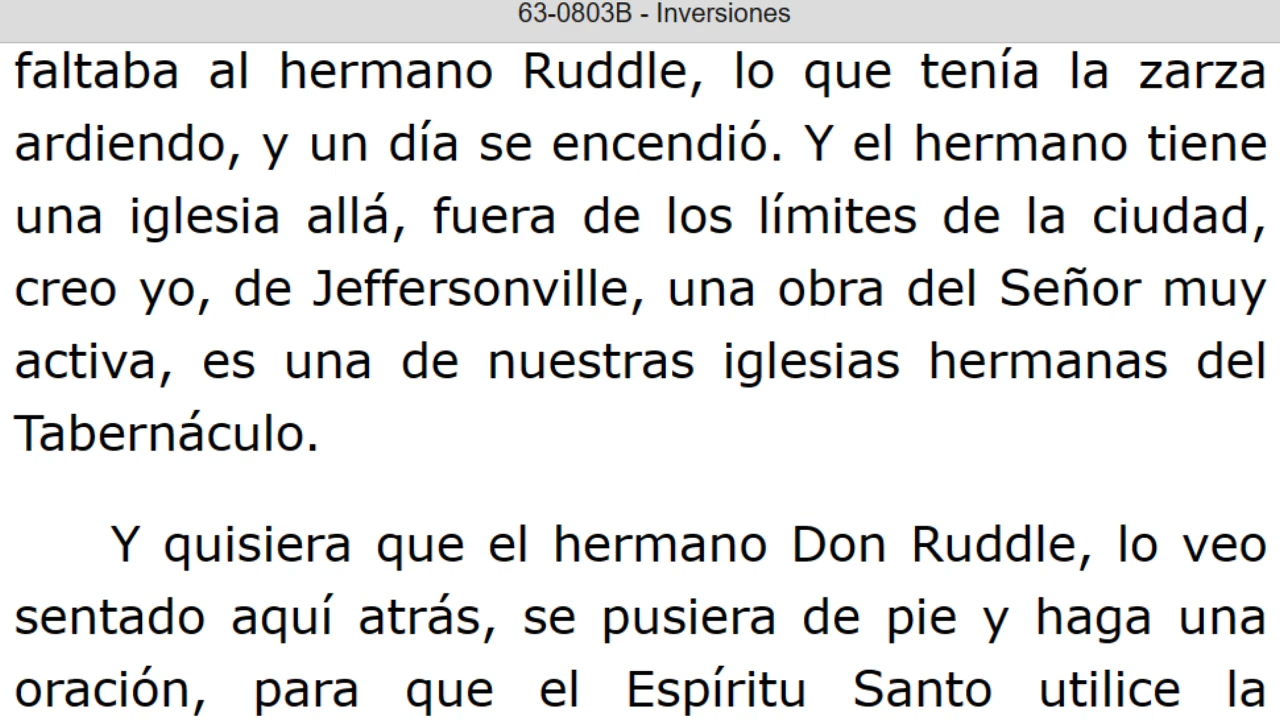 63-0803B - Inversiones
faltaba al hermano Ruddle, lo que tenía la zarza
ardiendo, y un día se encendió. Y el hermano tiene
una iglesia allá, fuera de los límites de la ciudad,
creo yo, de Jeffersonville, una obra del Señor muy
activa, es una de nuestras iglesias hermanas del
Tabernáculo.
Y quisiera que el hermano Don Ruddle, lo veo
sentado aquí atrás, se pusiera de pie y haga una
oración, para que el Espíritu Santo utilice la